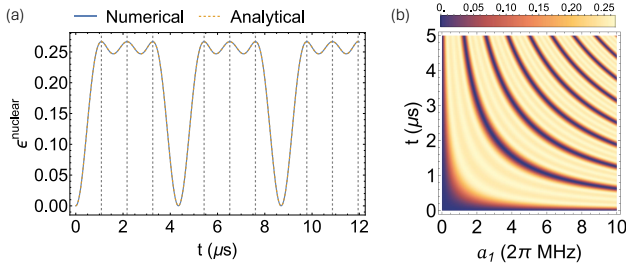 (a) Numerical Analytical
0.25
0.20
0.15
0.10
0.05
0.00
ϵ^nuclear
0 2 4 6 8 10 12
t (μs)
(b)
0. 0.05 0.10 0.15 0.20 0.25
5
4
3
2
1
0
t (μs)
0 2 4 6 8 10
a₁ (2π MHz)